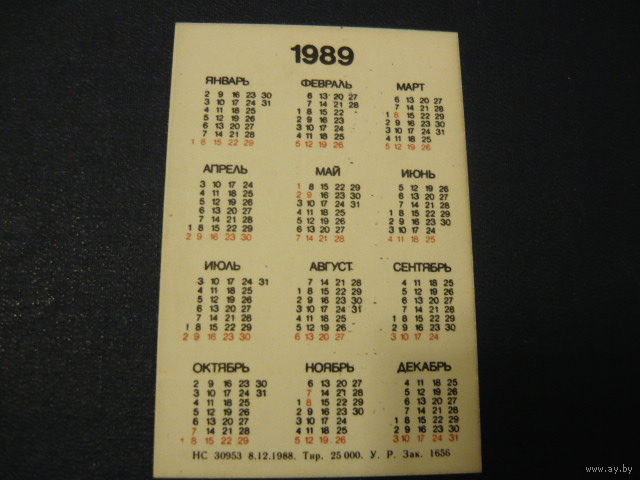 1989
ЯНВАРЬ ФЕВРАЛЬ МАРТ
2 9 16 23 30 6 13 20 27 6 13 20 27
3 10 17 24 31 7 14 21 28 7 14 21 28
4 11 18 25 1 8 15 22 1 8 15 22 29
5 12 19 26 2 9 16 23 2 9 16 23 30
6 13 20 27 3 10 17 24 3 10 17 24 31
7 14 21 28 4 11 18 25 4 11 18 25
1 8 15 22 29 5 12 19 26 5 12 19 26
АПРЕЛЬ МАЙ ИЮНЬ
3 10 17 24 1 8 15 22 29 5 12 19 26
4 11 18 25 2 9 16 23 30 6 13 20 27
5 12 19 26 3 10 17 24 31 7 14 21 28
6 13 20 27 4 11 18 25 1 8 15 22 29
7 14 21 28 5 12 19 26 2 9 16 23 30
1 8 15 22 29 6 13 20 27 3 10 17 24
2 9 16 23 30 7 14 21 28 4 11 18 25
ИЮЛЬ АВГУСТ СЕНТЯБРЬ
3 10 17 24 31 7 14 21 28 4 11 18 25
4 11 18 25 1 8 15 22 29 5 12 19 26
5 12 19 26 2 9 16 23 30 6 13 20 27
6 13 20 27 3 10 17 24 31 7 14 21 28
7 14 21 28 4 11 18 25 1 8 15 22 29
1 8 15 22 29 5 12 19 26 2 9 16 23 30
2 9 16 23 30 6 13 20 27 3 10 17 24
ОКТЯБРЬ НОЯБРЬ ДЕКАБРЬ
2 9 16 23 30 6 13 20 27 4 11 18 25
3 10 17 24 31 7 14 21 28 5 12 19 26
4 11 18 25 1 8 15 22 29 6 13 20 27
5 12 19 26 2 9 16 23 30 7 14 21 28
6 13 20 27 3 10 17 24 1 8 15 22 29
7 14 21 28 4 11 18 25 2 9 16 23 30
1 8 15 22 29 5 12 19 26 3 10 17 24 31
НС 30953 8.12.1988. Тир. 25 000. У. Р. Зак. 1656
www.ay.by